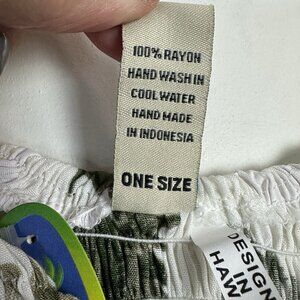 100% RAYON
HAND WASH IN
COOL WATER
HAND MADE
IN INDONESIA
ONE SIZE
DESIGN
IN
HAW